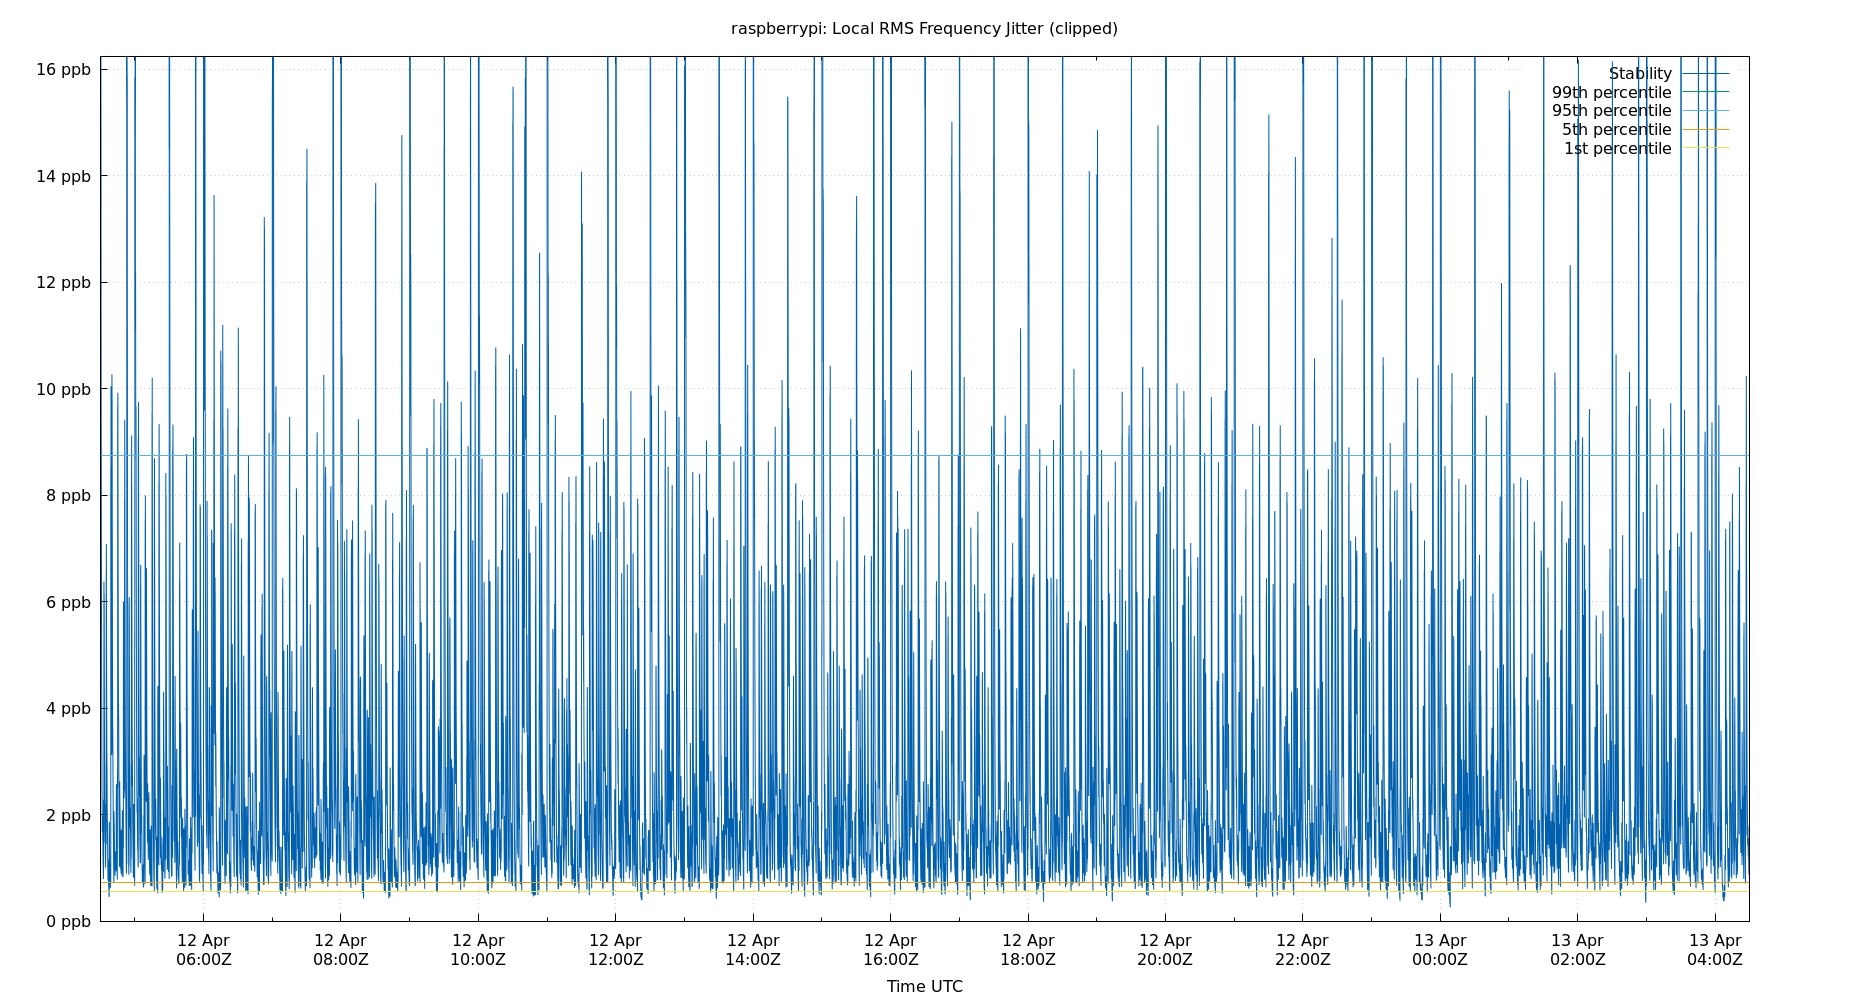 raspberrypi: Local RMS Frequency Jitter (clipped)
16 ppb
14 ppb
12 ppb
10 ppb
8 ppb
6 ppb
4 ppb
2 ppb
0 ppb
Stability
99th percentile
95th percentile
5th percentile
1st percentile
12 Apr 12 Apr 12 Apr 12 Apr 12 Apr 12 Apr 12 Apr 12 Apr 12 Apr 13 Apr 13 Apr 13 Apr
06:00Z 08:00Z 10:00Z 12:00Z 14:00Z 16:00Z 18:00Z 20:00Z 22:00Z 00:00Z 02:00Z 04:00Z
Time UTC